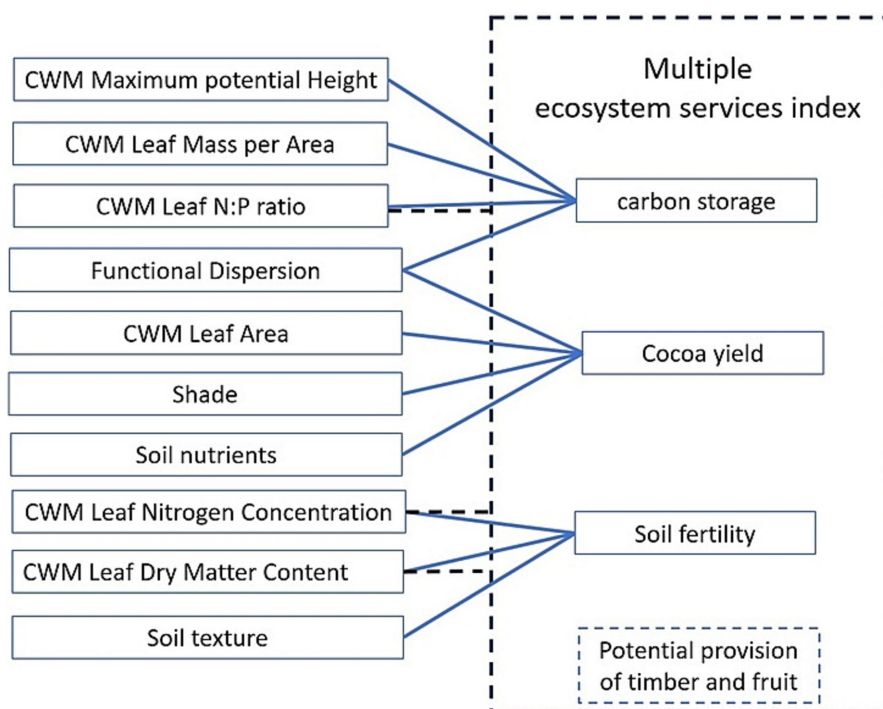 CWM Maximum potential Height
CWM Leaf Mass per Area
CWM Leaf N:P ratio
Functional Dispersion
CWM Leaf Area
Shade
Soil nutrients
CWM Leaf Nitrogen Concentration
CWM Leaf Dry Matter Content
Soil texture
Multiple
ecosystem services index
carbon storage
Cocoa yield
Soil fertility
Potential provision
of timber and fruit